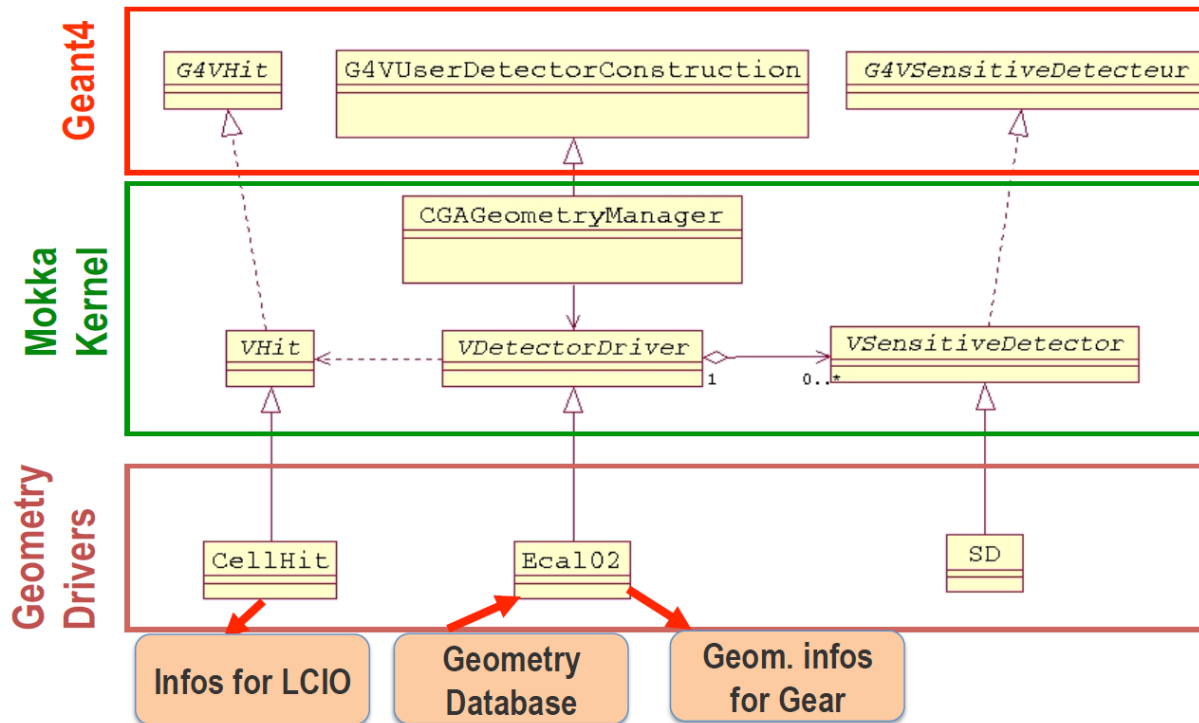 Geant4
G4VHit
G4VUserDetectorConstruction
G4VSensitiveDetecteur
Mokka
Kernel
CGAGeometryManager
VHit
VDetectorDriver
1
0..*
VSensitiveDetector
Geometry
Drivers
CellHit
Ecal02
SD
Infos for LCIO
Geometry
Database
Geom. infos
for Gear